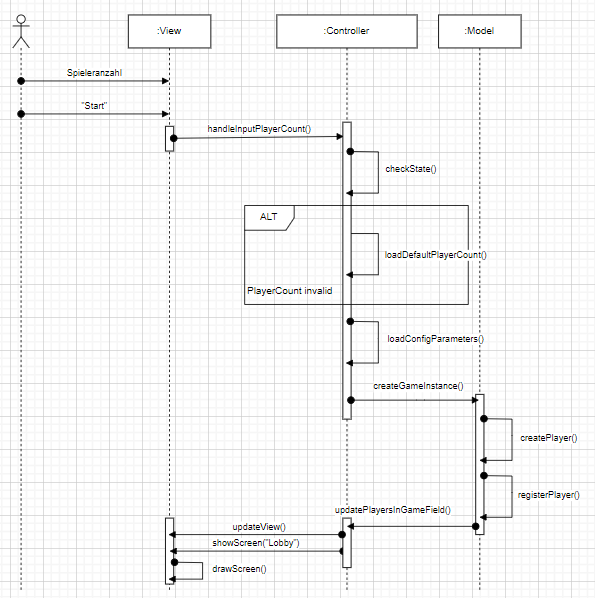 :View
:Controller
:Model
Spieleranzahl
"Start"
handleInputPlayerCount()
checkState()
ALT
loadDefaultPlayerCount()
PlayerCount invalid
loadConfigParameters()
createGameInstance()
createPlayer()
registerPlayer()
updatePlayersInGameField()
updateView()
showScreen("Lobby")
drawScreen()